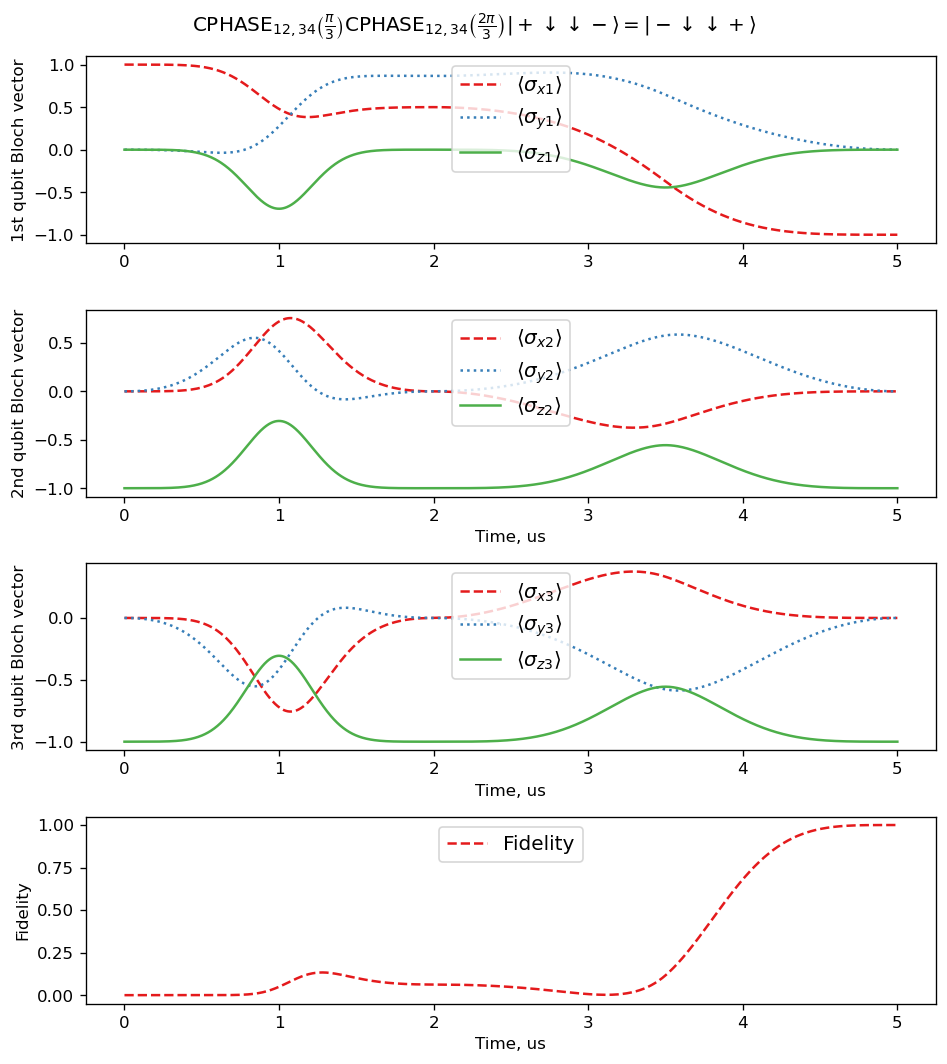 CPHASE₁₂,₃₄(π/3)CPHASE₁₂,₃₄(2π/3)|+↓↓−⟩=|−↓↓+⟩
1st qubit Bloch vector
1.0
0.5
0.0
−0.5
−1.0
⟨σx1⟩
⟨σy1⟩
⟨σz1⟩
0 1 2 3 4 5
2nd qubit Bloch vector
0.5
0.0
−0.5
−1.0
⟨σx2⟩
⟨σy2⟩
⟨σz2⟩
0 1 2 3 4 5
Time, us
3rd qubit Bloch vector
0.0
−0.5
−1.0
⟨σx3⟩
⟨σy3⟩
⟨σz3⟩
0 1 2 3 4 5
Time, us
Fidelity
1.00
0.75
0.50
0.25
0.00
Fidelity
0 1 2 3 4 5
Time, us